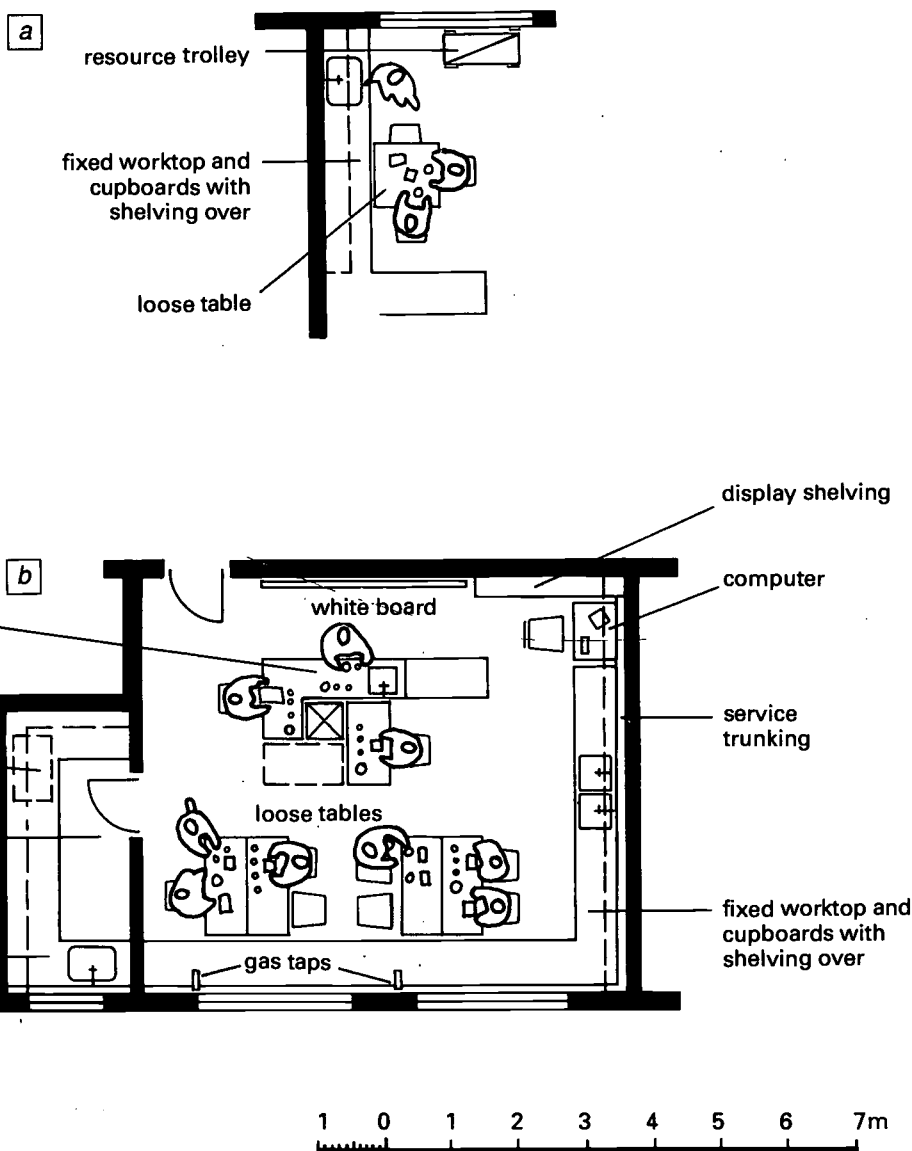 a
resource trolley
fixed worktop and
cupboards with
shelving over
loose table
display shelving
b
computer
white board
service
trunking
loose tables
fixed worktop and
cupboards with
shelving over
gas taps
1 0 1 2 3 4 5 6 7m